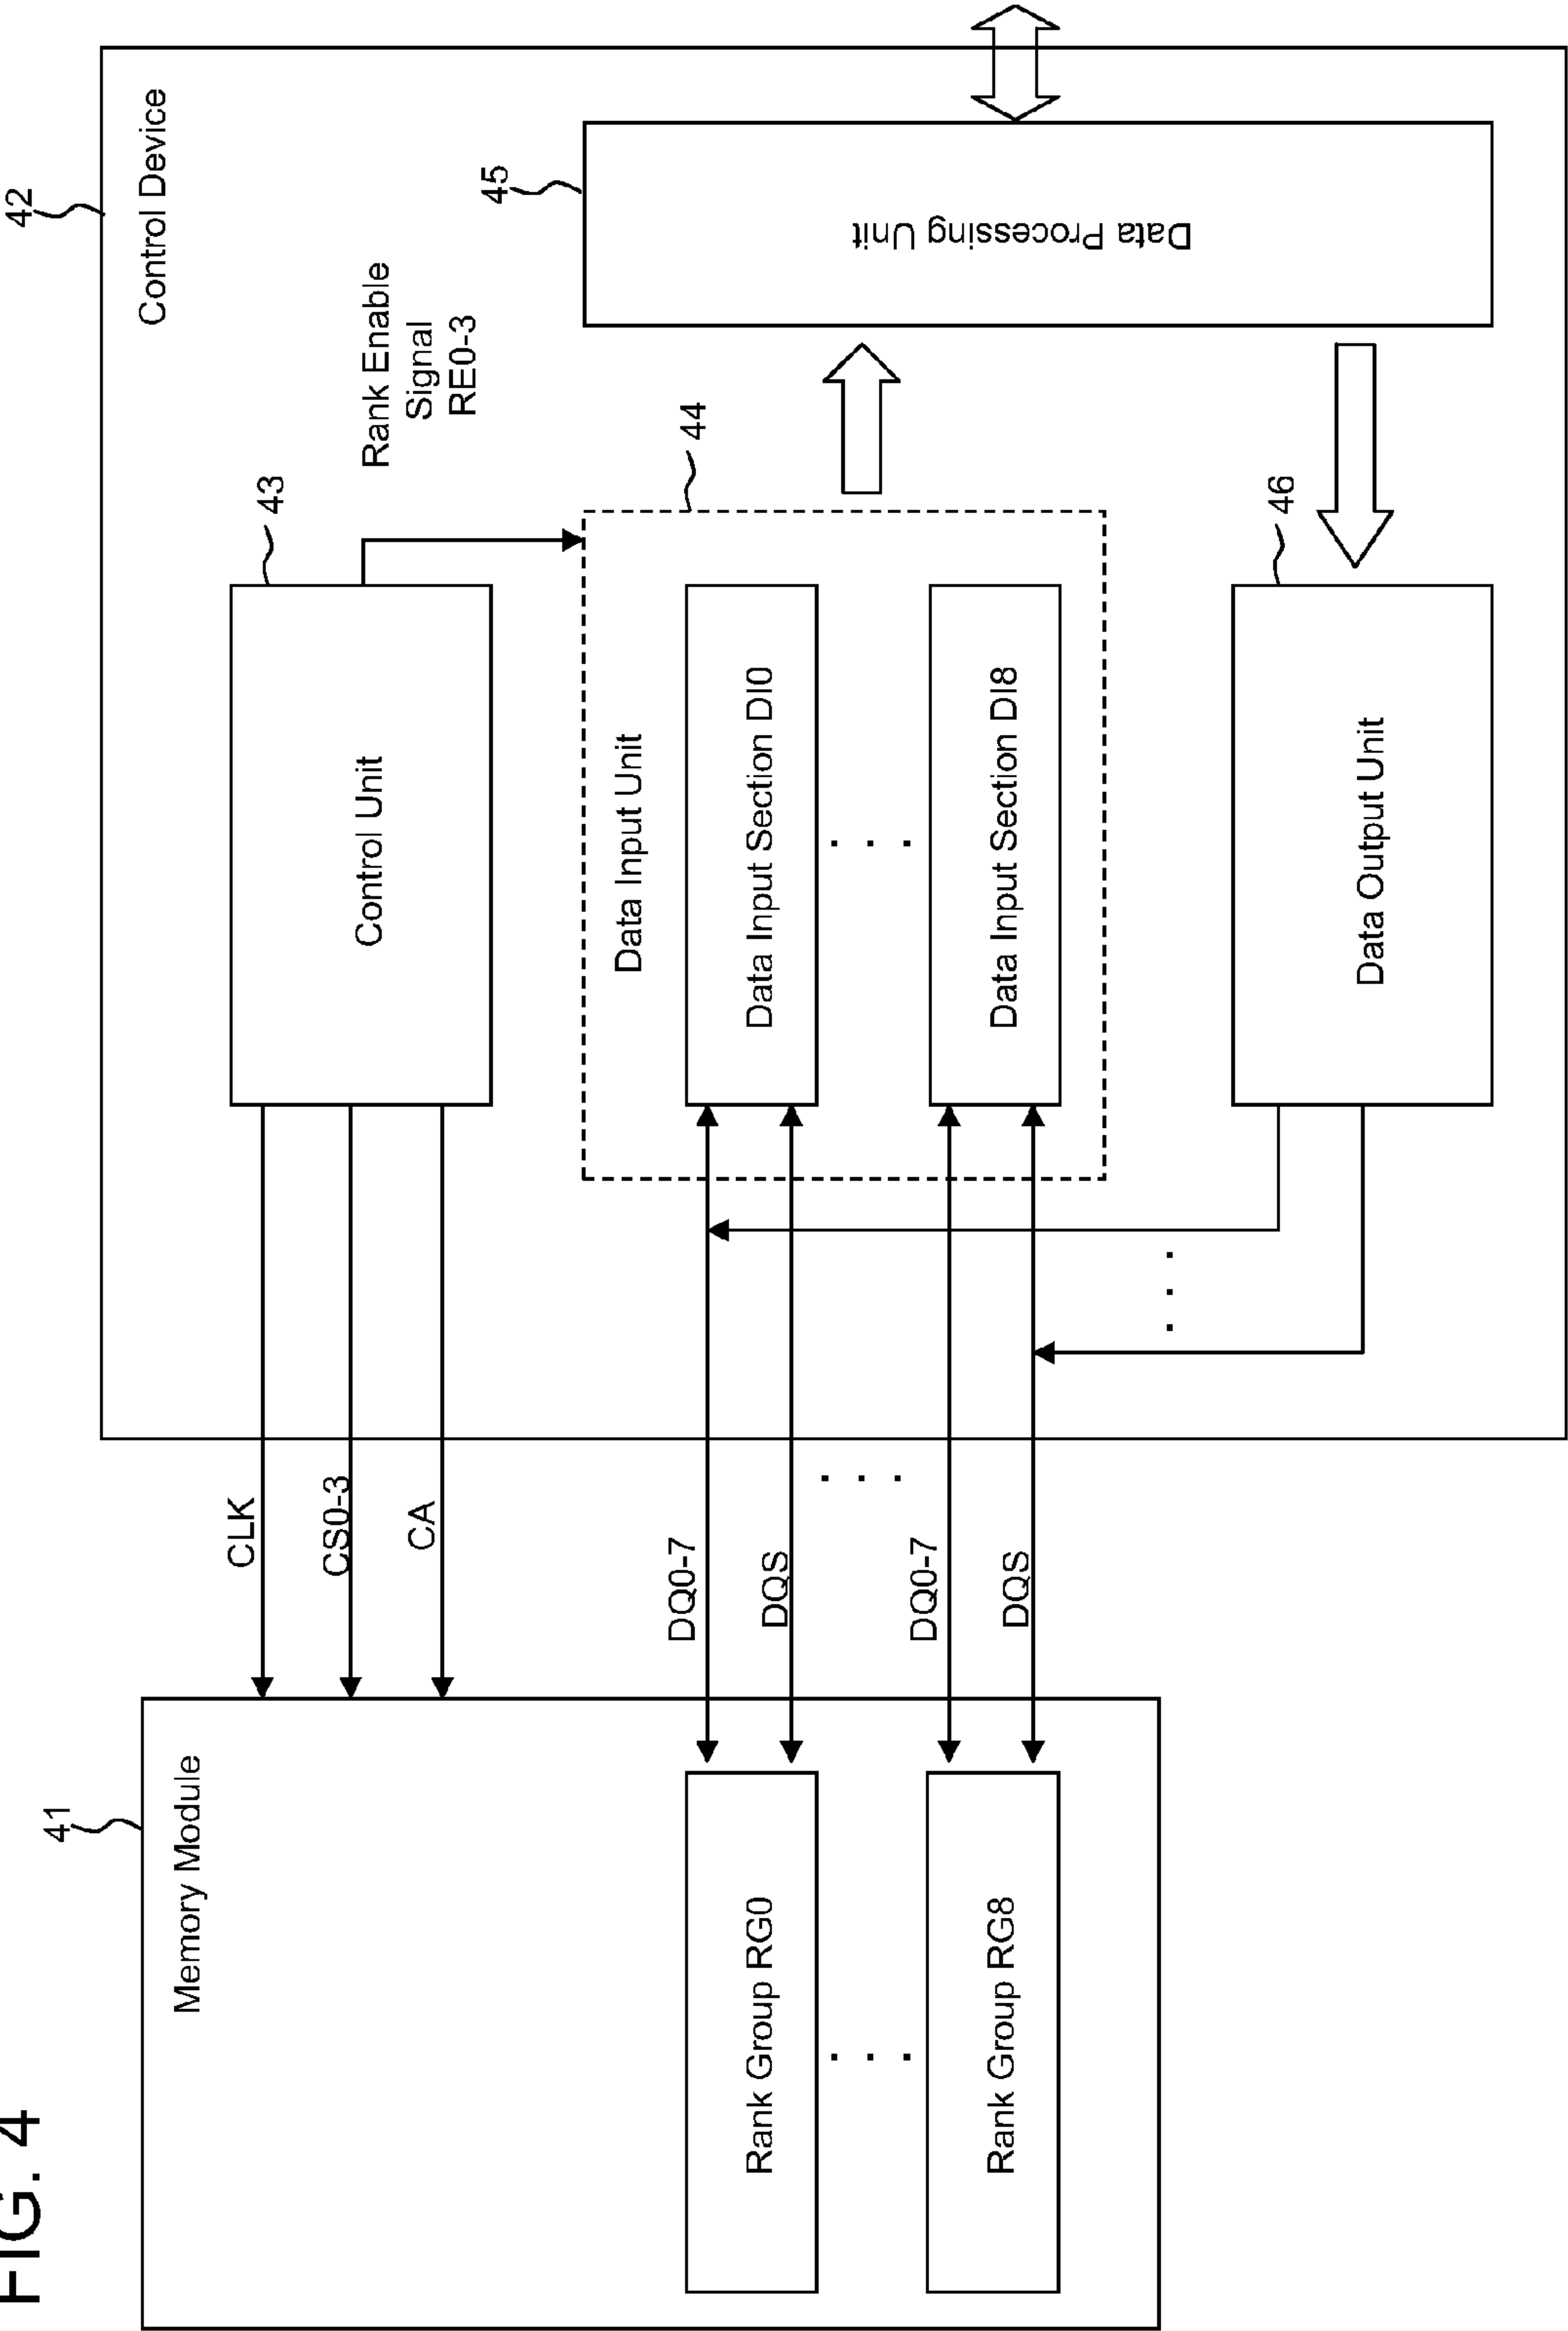 FIG. 4
41
Memory Module
Rank Group RG0
. . .
Rank Group RG8
CLK
CS0-3
CA
DQ0-7
DQS
. . .
DQ0-7
DQS
42
Control Device
43
Control Unit
Rank Enable
Signal
RE0-3
44
Data Input Unit
Data Input Section DI0
. . .
Data Input Section DI8
45
Data Processing Unit
46
Data Output Unit
. . .